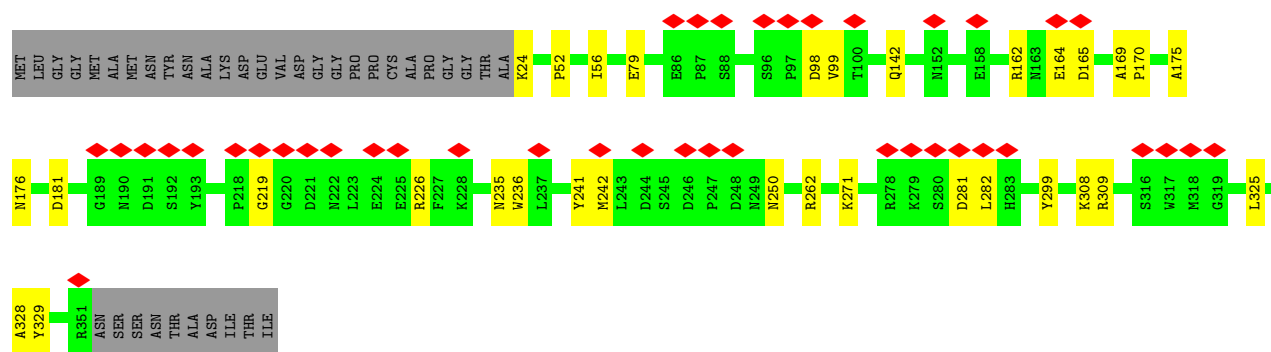 MET LEU GLY GLY MET ALA MET ASN TYR ASN ALA LYS ASP GLU VAL ASP GLY GLY PRO PRO CYS ALA PRO GLY GLY THR ALA K24 P52 I56 E79 E86 P87 S88 S96 P97 D98 V99 T100 Q142 N152 E158 R162 N163 E164 D165 A169 P170 A175
N176 D181 G189 N190 D191 S192 Y193 P218 G219 G220 D221 N222 L223 E224 E225 R226 F227 K228 N235 W236 L237 Y241 M242 L243 D244 S245 D246 P247 D248 N249 N250 R262 K271 R278 K279 S280 D281 L282 H283 Y299 K308 R309 S316 W317 M318 G319 L325
A328 Y329 R351 ASN SER SER ASN THR ALA ASP ILE THR ILE